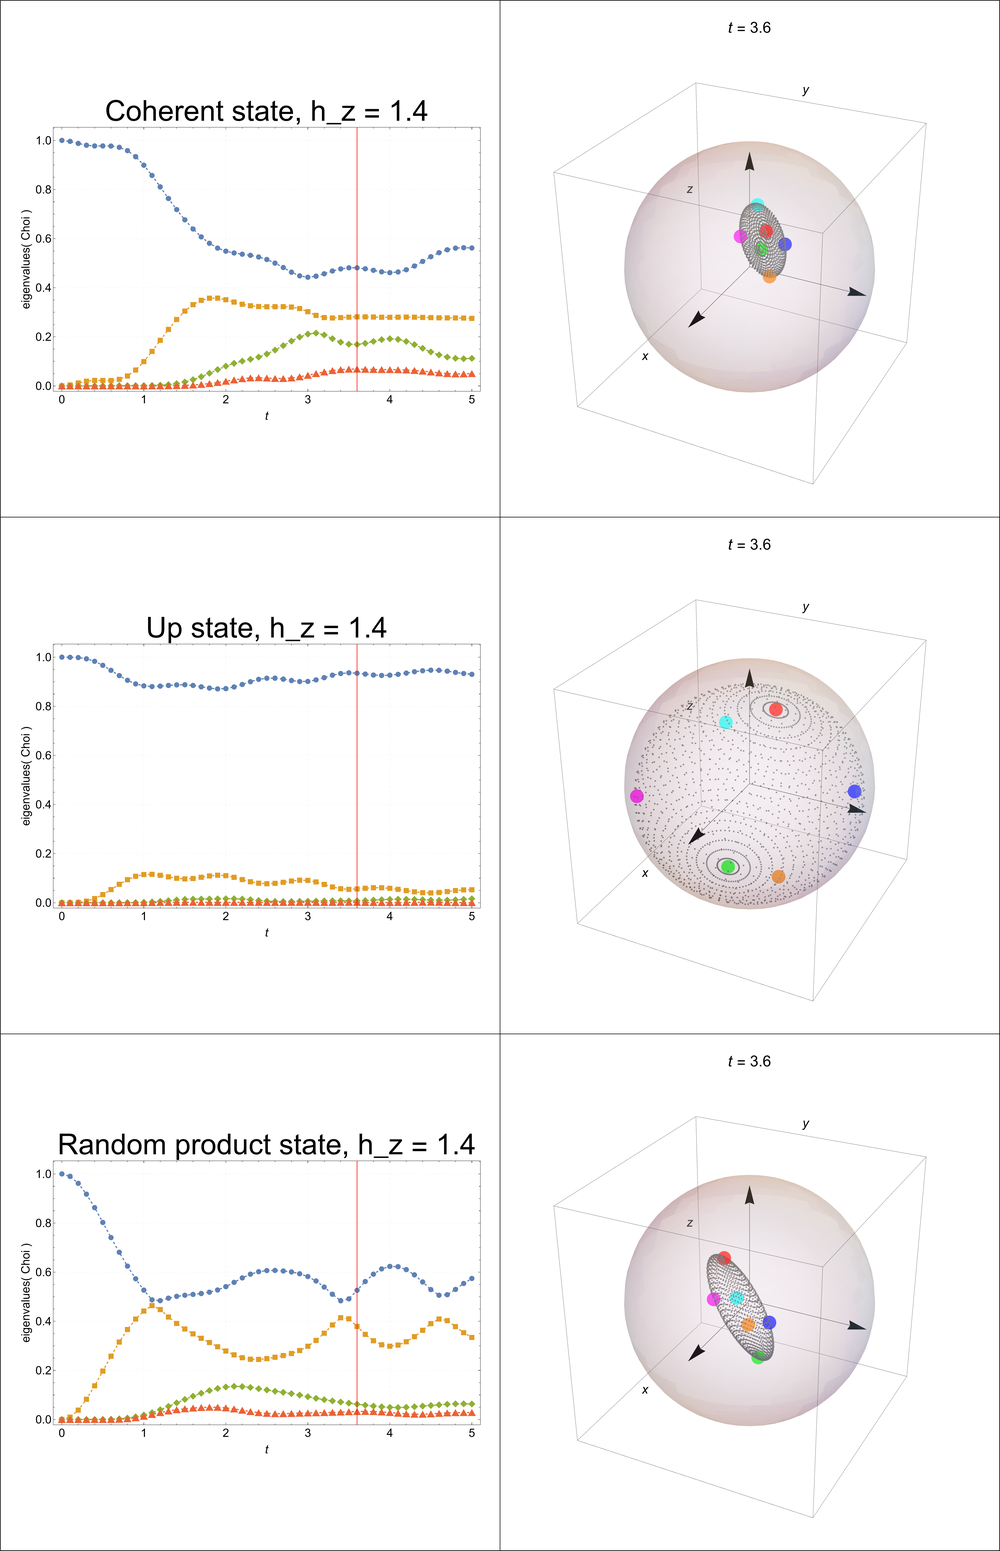 t = 3.6
Coherent state, h_z = 1.4
eigenvalues( Choi )
1.0
0.8
0.6
0.4
0.2
0.0
0 1 2 3 4 5
t
y
z
x
t = 3.6
Up state, h_z = 1.4
eigenvalues( Choi )
1.0
0.8
0.6
0.4
0.2
0.0
0 1 2 3 4 5
t
y
z
x
t = 3.6
Random product state, h_z = 1.4
eigenvalues( Choi )
1.0
0.8
0.6
0.4
0.2
0.0
0 1 2 3 4 5
t
y
z
x